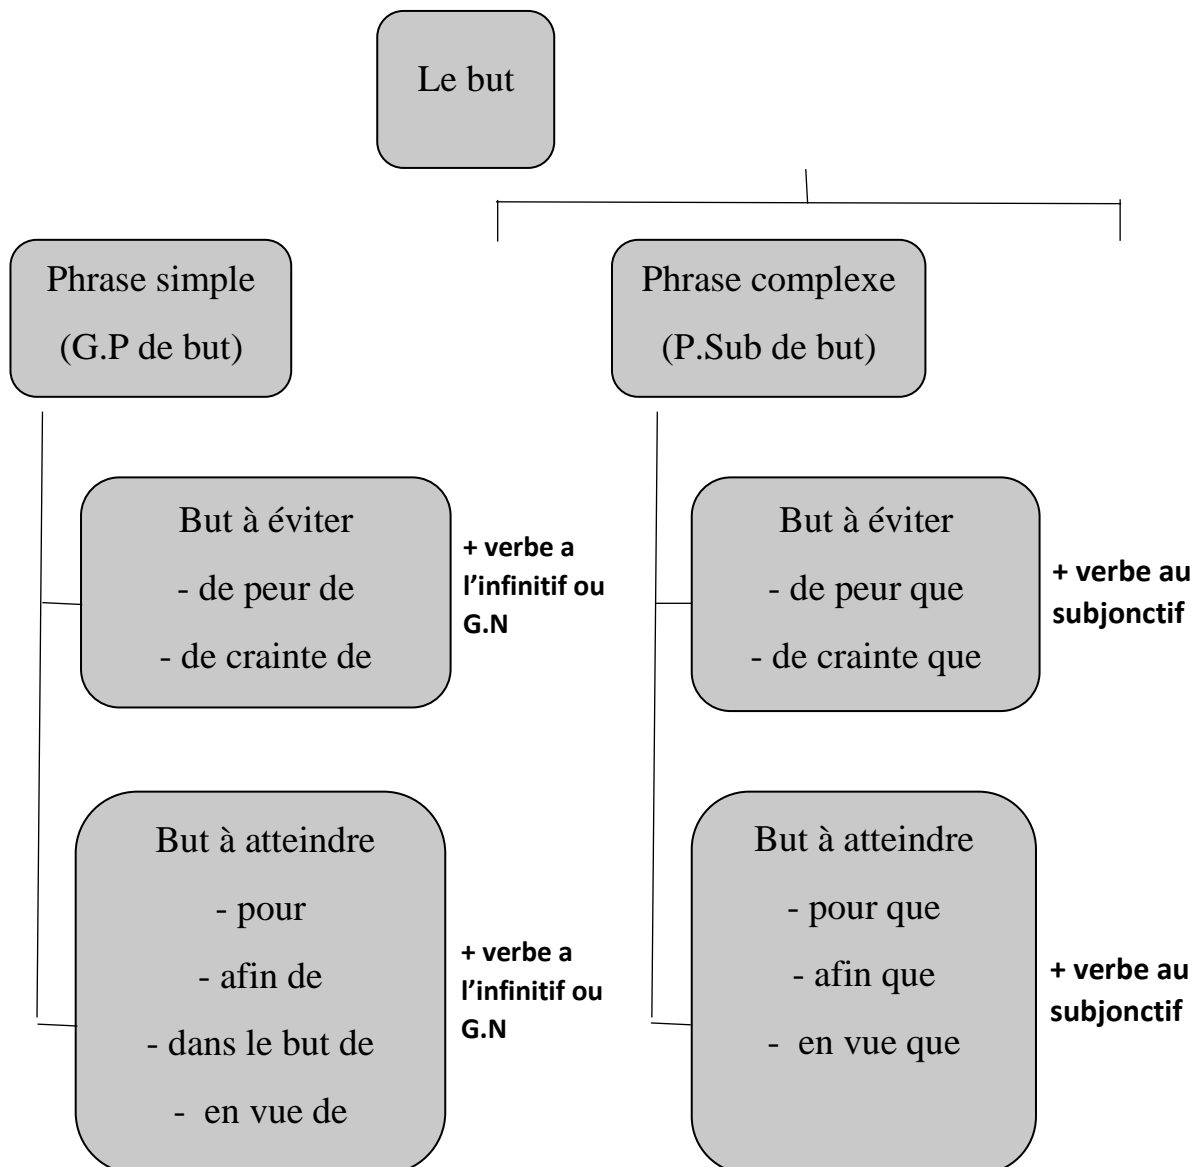 Le but
Phrase simple
(G.P de but)
Phrase complexe
(P.Sub de but)
But à éviter
- de peur de
- de crainte de
+ verbe a
l’infinitif ou
G.N
But à éviter
- de peur que
- de crainte que
+ verbe au
subjonctif
But à atteindre
- pour
- afin de
- dans le but de
- en vue de
+ verbe a
l’infinitif ou
G.N
But à atteindre
- pour que
- afin que
- en vue que
+ verbe au
subjonctif